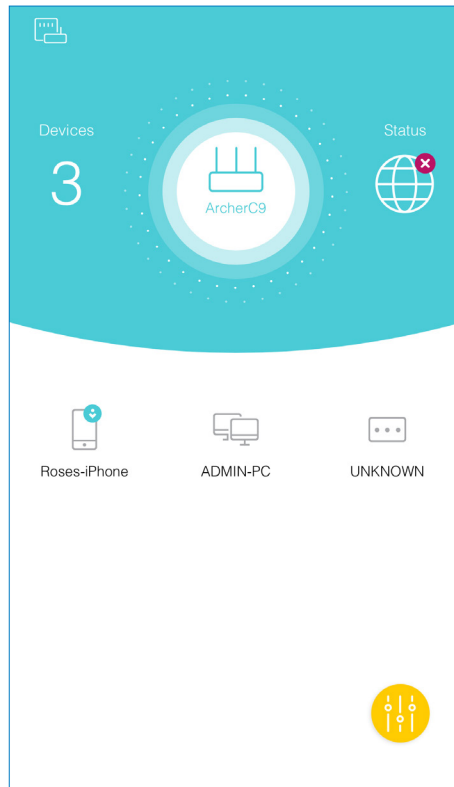 Devices
Status
3
ArcherC9
Roses-iPhone
ADMIN-PC
UNKNOWN